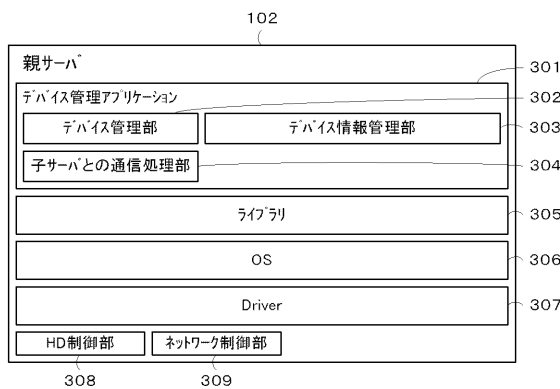 102
親サーバ
301
デバイス管理アプリケーション
302
デバイス管理部
デバイス情報管理部
303
子サーバとの通信処理部
304
ライブラリ
305
OS
306
Driver
307
HD制御部
ネットワーク制御部
308
309